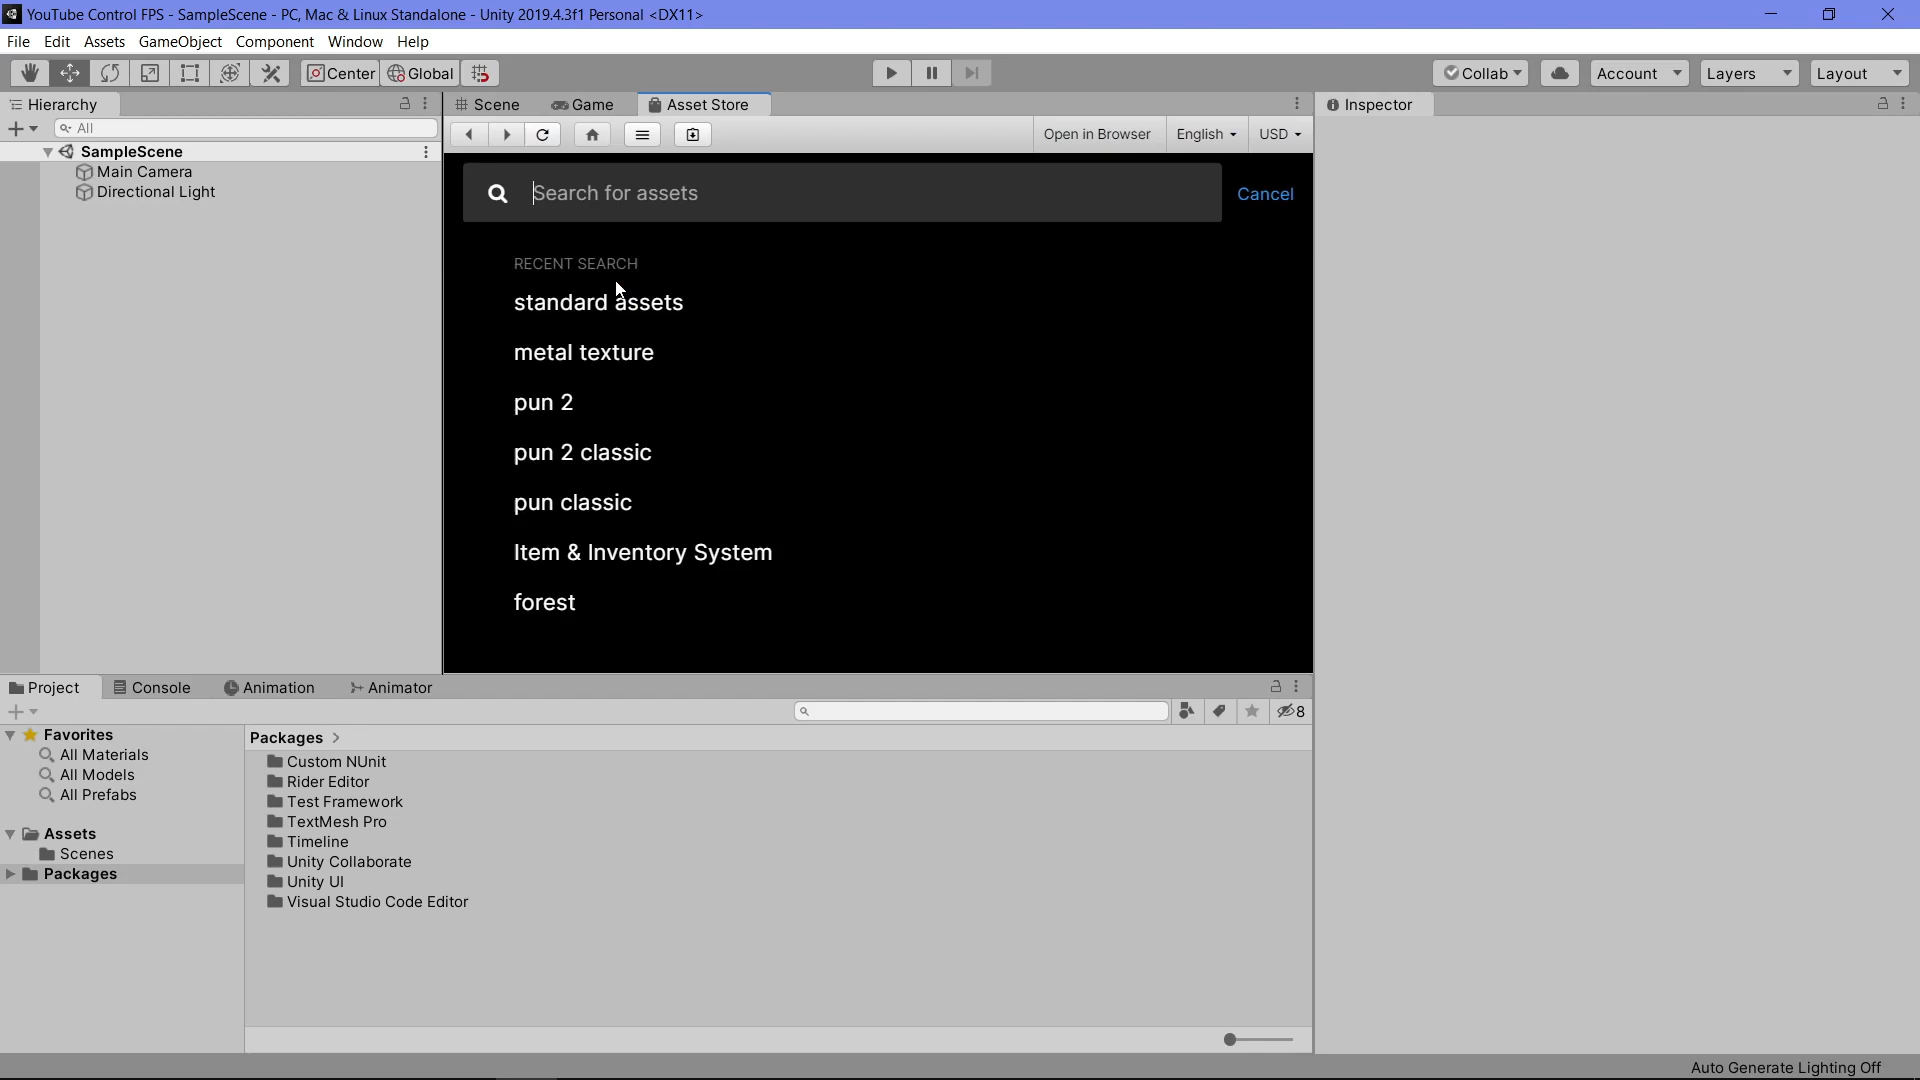 YouTube Control FPS - SampleScene - PC, Mac & Linux Standalone - Unity 2019.4.3f1 Personal <DX11>
File Edit Assets GameObject Component Window Help
Center Global Collab Account Layers Layout
Hierarchy Scene Game Asset Store Inspector
All Open in Browser English USD
SampleScene
Main Camera
Directional Light
Search for assets Cancel
RECENT SEARCH
standard assets
metal texture
pun 2
pun 2 classic
pun classic
Item & Inventory System
forest
Project Console Animation Animator
8
Favorites
All Materials
All Models
All Prefabs
Assets
Scenes
Packages
Packages >
Custom NUnit
Rider Editor
Test Framework
TextMesh Pro
Timeline
Unity Collaborate
Unity UI
Visual Studio Code Editor
Auto Generate Lighting Off